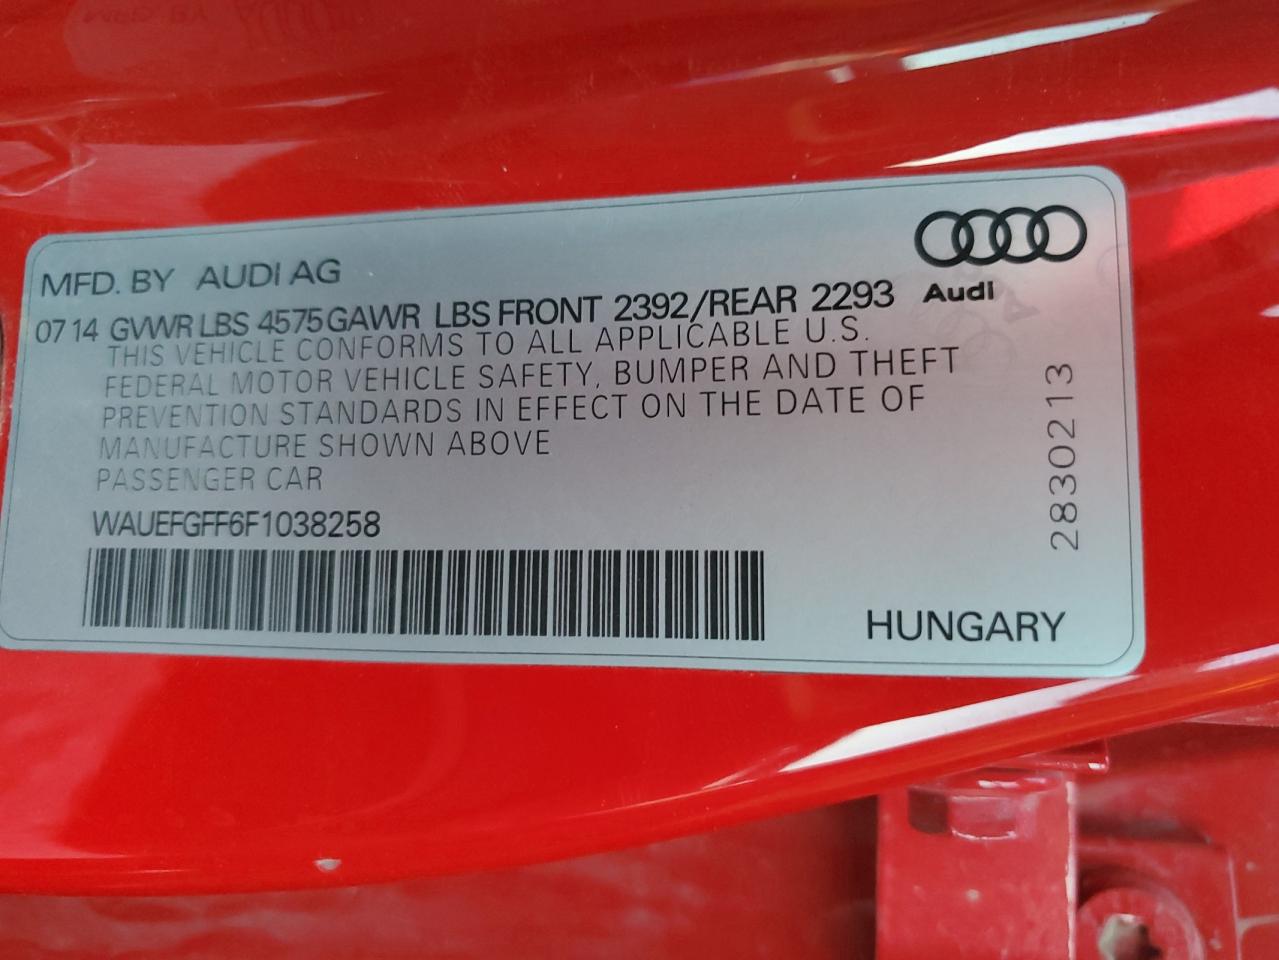 MFD. BY AUDI AG
0714 GVWR LBS 4575 GAWR LBS FRONT 2392/REAR 2293
THIS VEHICLE CONFORMS TO ALL APPLICABLE U.S.
FEDERAL MOTOR VEHICLE SAFETY, BUMPER AND THEFT
PREVENTION STANDARDS IN EFFECT ON THE DATE OF
MANUFACTURE SHOWN ABOVE
PASSENGER CAR
WAUEFGFF6F1038258
Audi
2830213
HUNGARY